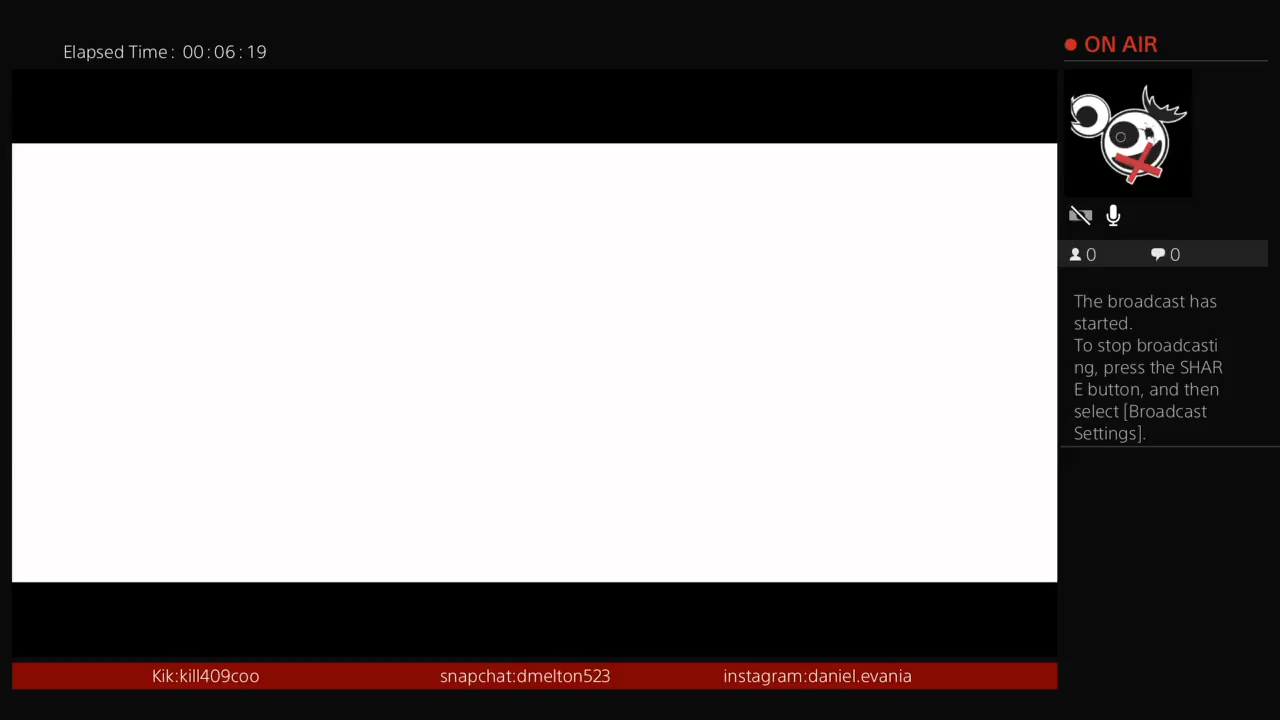 Elapsed Time: 00:06:19
ON AIR
0 0
The broadcast has
started.
To stop broadcasti
ng, press the SHAR
E button, and then
select [Broadcast
Settings].
Kik:kill409coo snapchat:dmelton523 instagram:daniel.evania